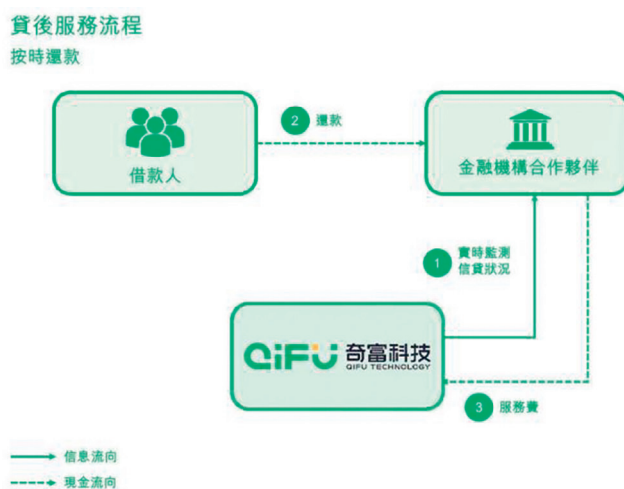 貸後服務流程
按時還款
2 還款
借款人
金融機構合作夥伴
1 實時監測
信貸狀況
QiFU 奇富科技
QIFU TECHNOLOGY
3 服務費
信息流向
現金流向